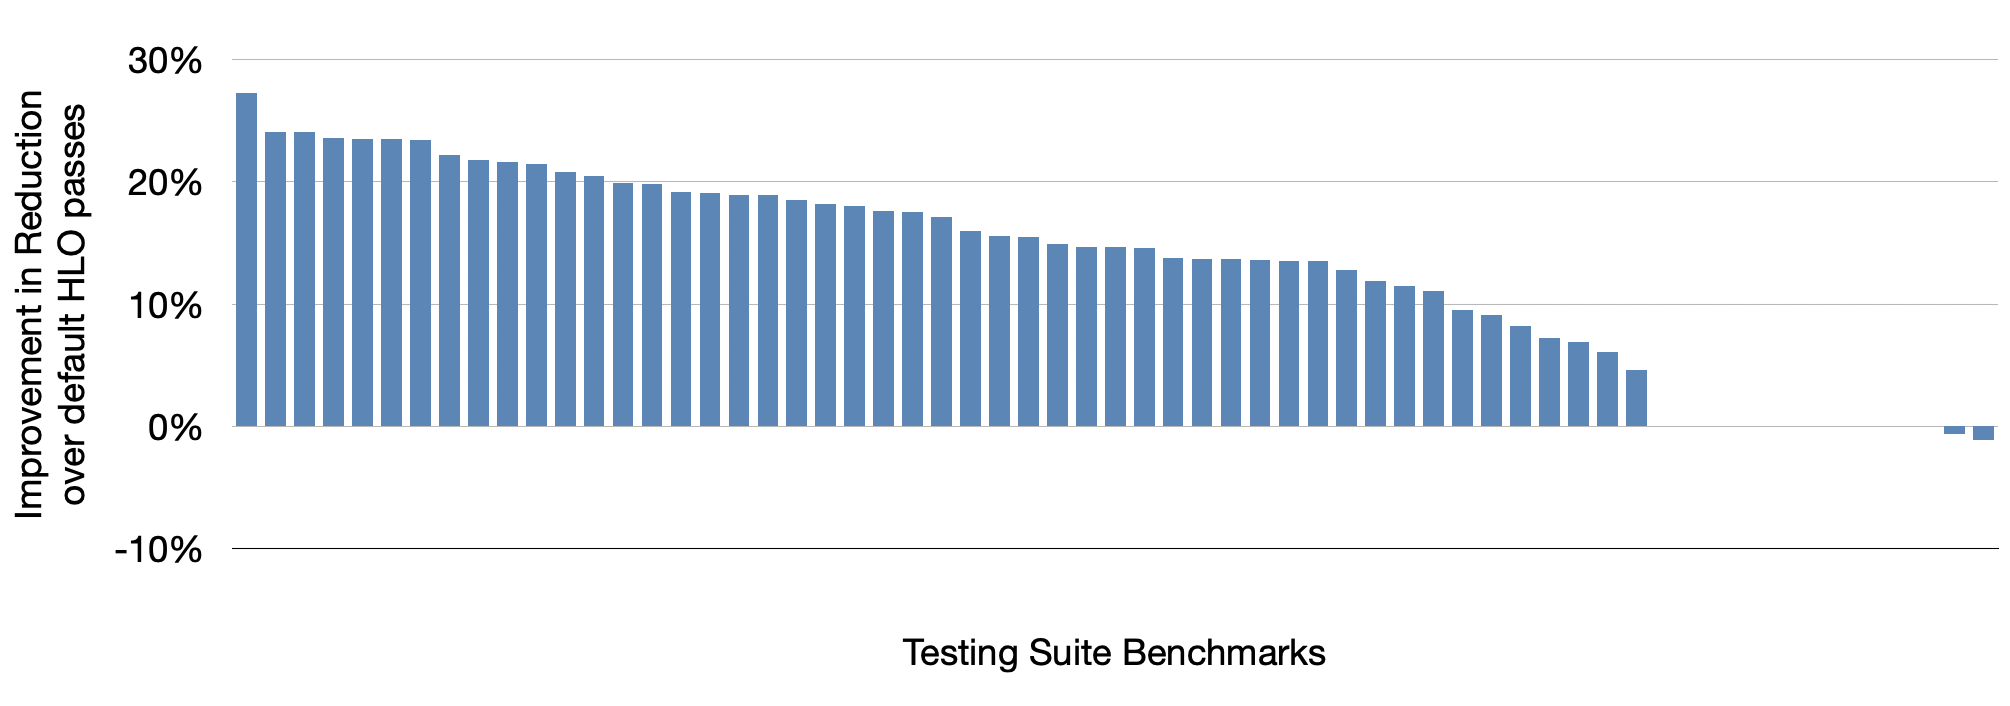 Improvement in Reduction
over default HLO passes
30%
20%
10%
0%
-10%
Testing Suite Benchmarks